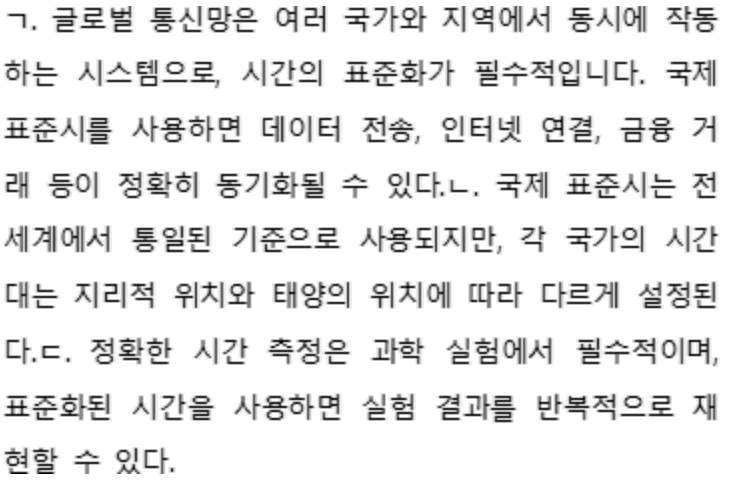 ㄱ. 글로벌 통신망은 여러 국가와 지역에서 동시에 작동
하는 시스템으로, 시간의 표준화가 필수적입니다. 국제
표준시를 사용하면 데이터 전송, 인터넷 연결, 금융 거
래 등이 정확히 동기화될 수 있다.ㄴ. 국제 표준시는 전
세계에서 통일된 기준으로 사용되지만, 각 국가의 시간
대는 지리적 위치와 태양의 위치에 따라 다르게 설정된
다.ㄷ. 정확한 시간 측정은 과학 실험에서 필수적이며,
표준화된 시간을 사용하면 실험 결과를 반복적으로 재
현할 수 있다.